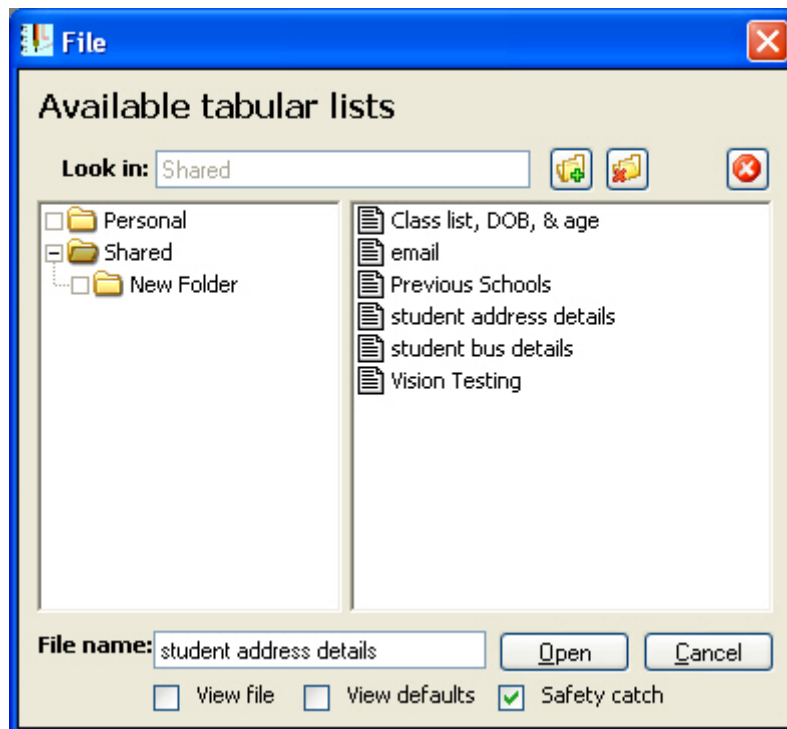 File
Available tabular lists
Look in: Shared
Personal
Shared
New Folder
Class list, DOB, & age
email
Previous Schools
student address details
student bus details
Vision Testing
File name: student address details Open Cancel
View file View defaults Safety catch